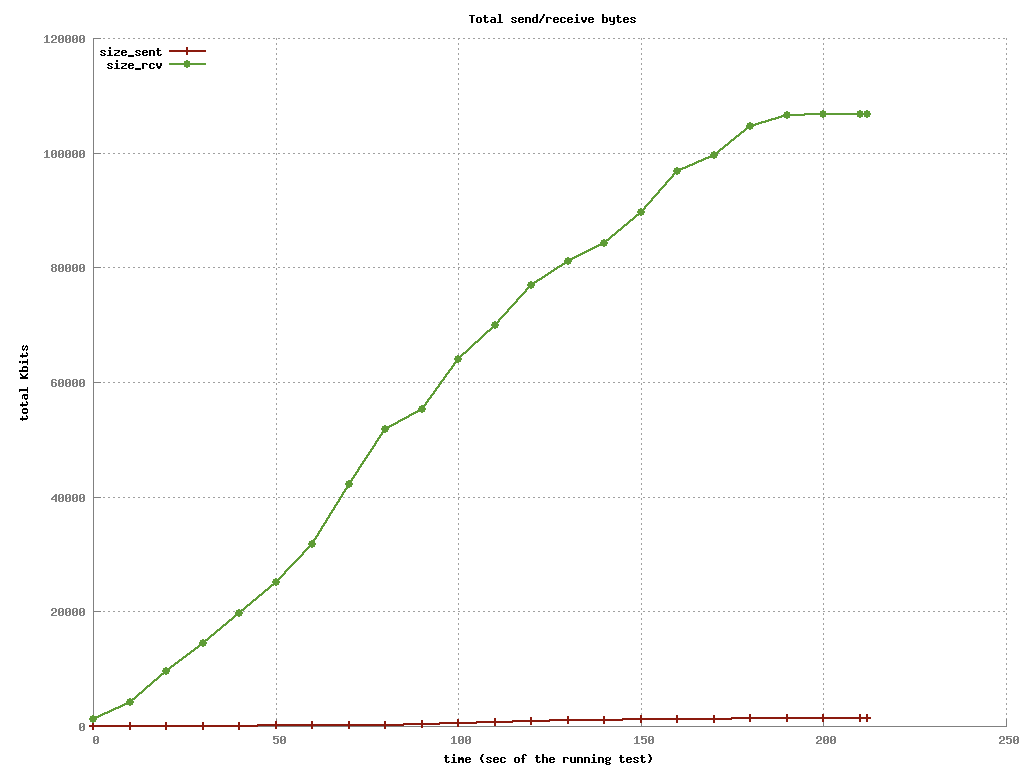 Total send/receive bytes
120000
size_sent
size_rcv
100000
80000
60000
total Kbits
40000
20000
0
0 50 100 150 200 250
time (sec of the running test)